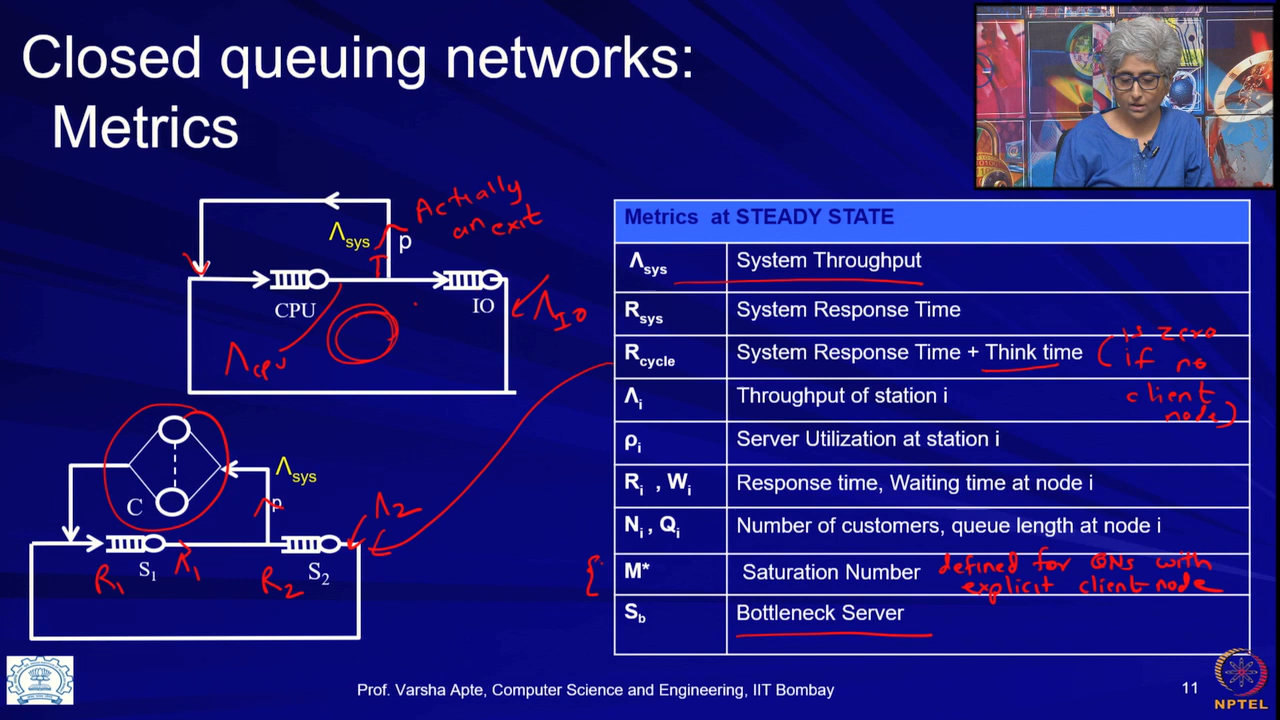 Closed queuing networks:
Metrics
Actually
an exit
Λsys
p
CPU
IO
ΛIO
Λcpu
C
Λsys
p
Λ2
S1
Λ1
S2
R1
R2
Metrics at STEADY STATE
Λsys System Throughput
Rsys System Response Time
Rcycle System Response Time + Think time (is zero
if no
client
node)
Λi Throughput of station i
ρi Server Utilization at station i
Ri , Wi Response time, Waiting time at node i
Ni , Qi Number of customers, queue length at node i
M* Saturation Number defined for QNs with
explicit client node
Sb Bottleneck Server
Prof. Varsha Apte, Computer Science and Engineering, IIT Bombay
11
NPTEL